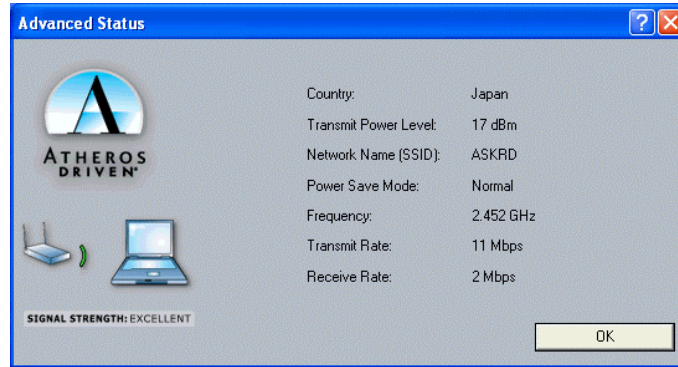 Advanced Status
ATHEROS
DRIVEN®
Country: Japan
Transmit Power Level: 17 dBm
Network Name (SSID): ASKRD
Power Save Mode: Normal
Frequency: 2.452 GHz
Transmit Rate: 11 Mbps
Receive Rate: 2 Mbps
SIGNAL STRENGTH: EXCELLENT
OK